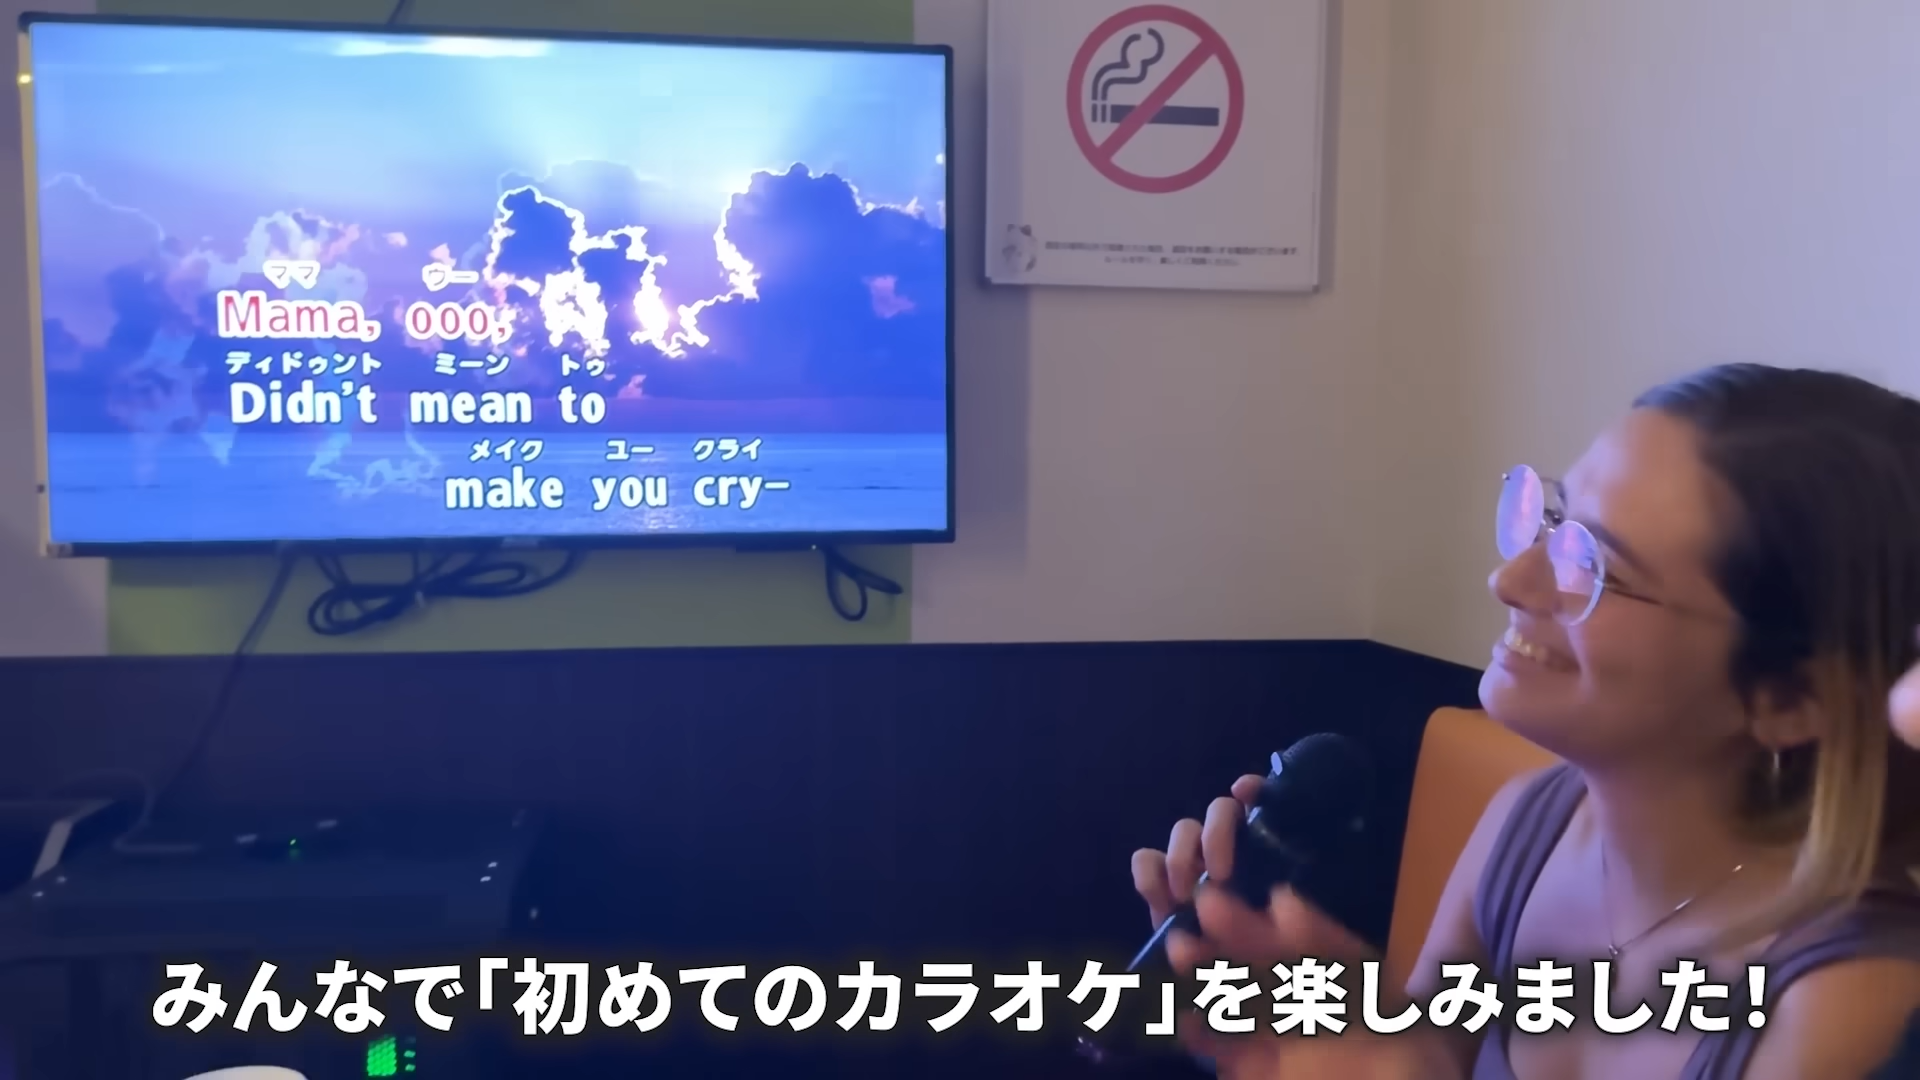 ママ ウー
Mama, ooo,
ディドゥント ミーン トゥ
Didn't mean to
メイク ユー クライ
make you cry-
みんなで「初めてのカラオケ」を楽しみました!